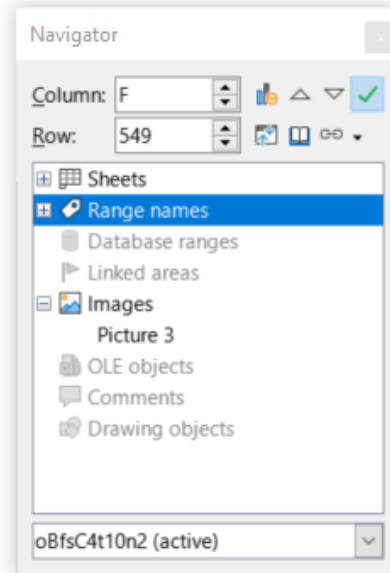 Navigator
Column: F
Row: 549
Sheets
Range names
Database ranges
Linked areas
Images
Picture 3
OLE objects
Comments
Drawing objects
oBfsC4t10n2 (active)